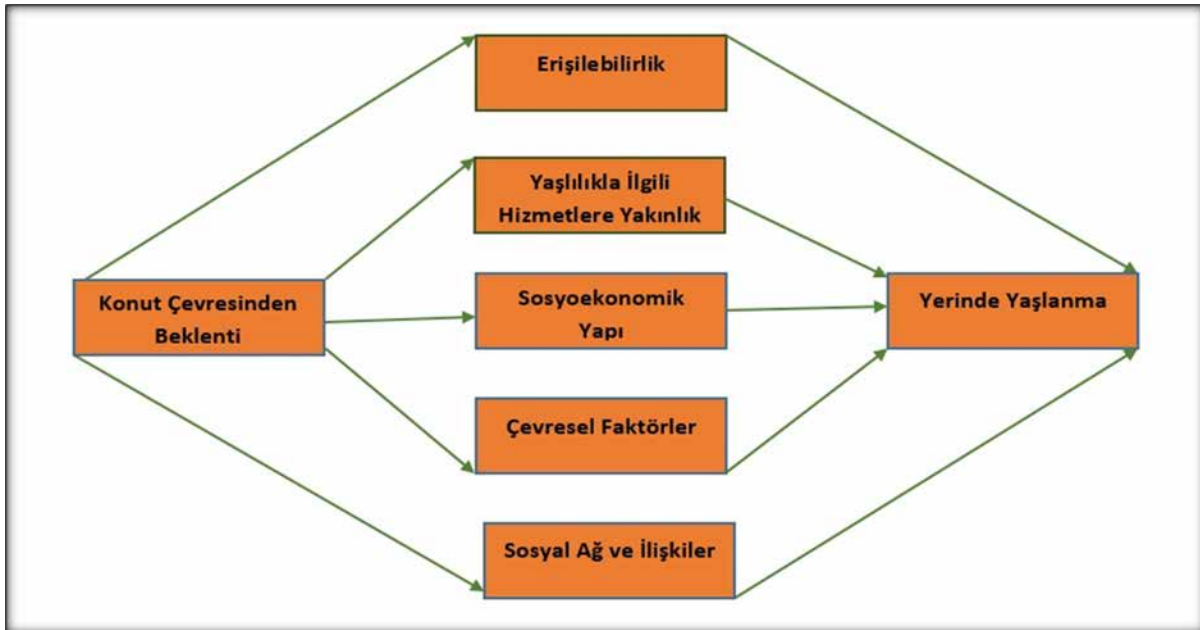 Erişilebilirlik
Yaşlılıkla İlgili
Hizmetlere Yakınlık
Konut Çevresinden
Beklenti
Sosyoekonomik
Yapı
Yerinde Yaşlanma
Çevresel Faktörler
Sosyal Ağ ve İlişkiler